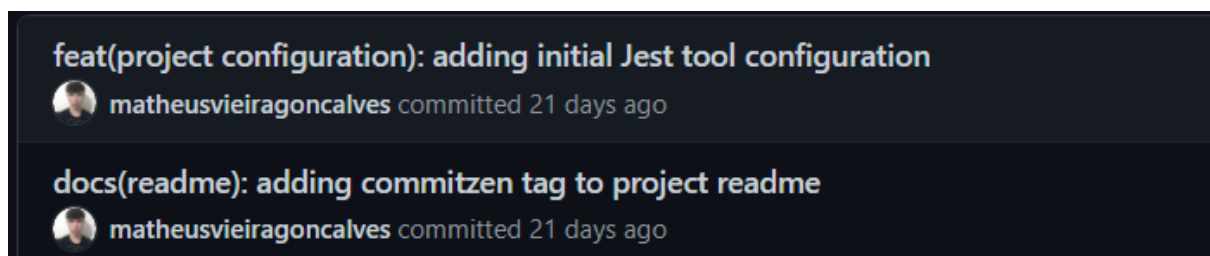 feat(project configuration): adding initial Jest tool configuration
matheusvieiragoncalves committed 21 days ago
docs(readme): adding commitzen tag to project readme
matheusvieiragoncalves committed 21 days ago